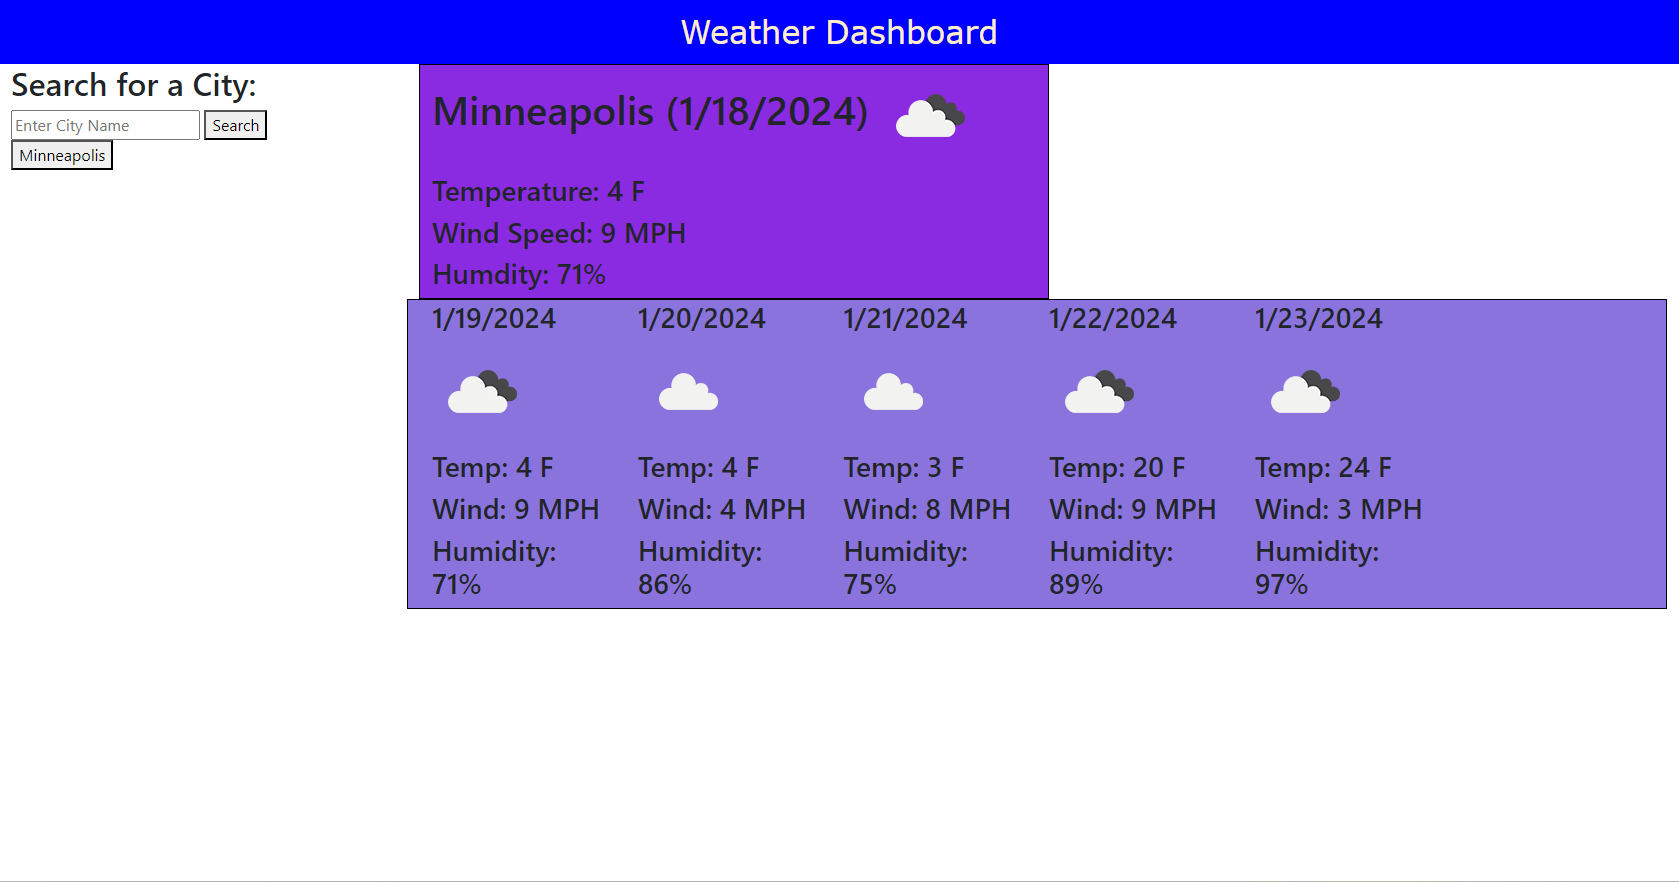 Weather Dashboard
Search for a City:
Enter City Name
Search
Minneapolis
Minneapolis (1/18/2024)
Temperature: 4 F
Wind Speed: 9 MPH
Humdity: 71%
1/19/2024
Temp: 4 F
Wind: 9 MPH
Humidity:
71%
1/20/2024
Temp: 4 F
Wind: 4 MPH
Humidity:
86%
1/21/2024
Temp: 3 F
Wind: 8 MPH
Humidity:
75%
1/22/2024
Temp: 20 F
Wind: 9 MPH
Humidity:
89%
1/23/2024
Temp: 24 F
Wind: 3 MPH
Humidity:
97%